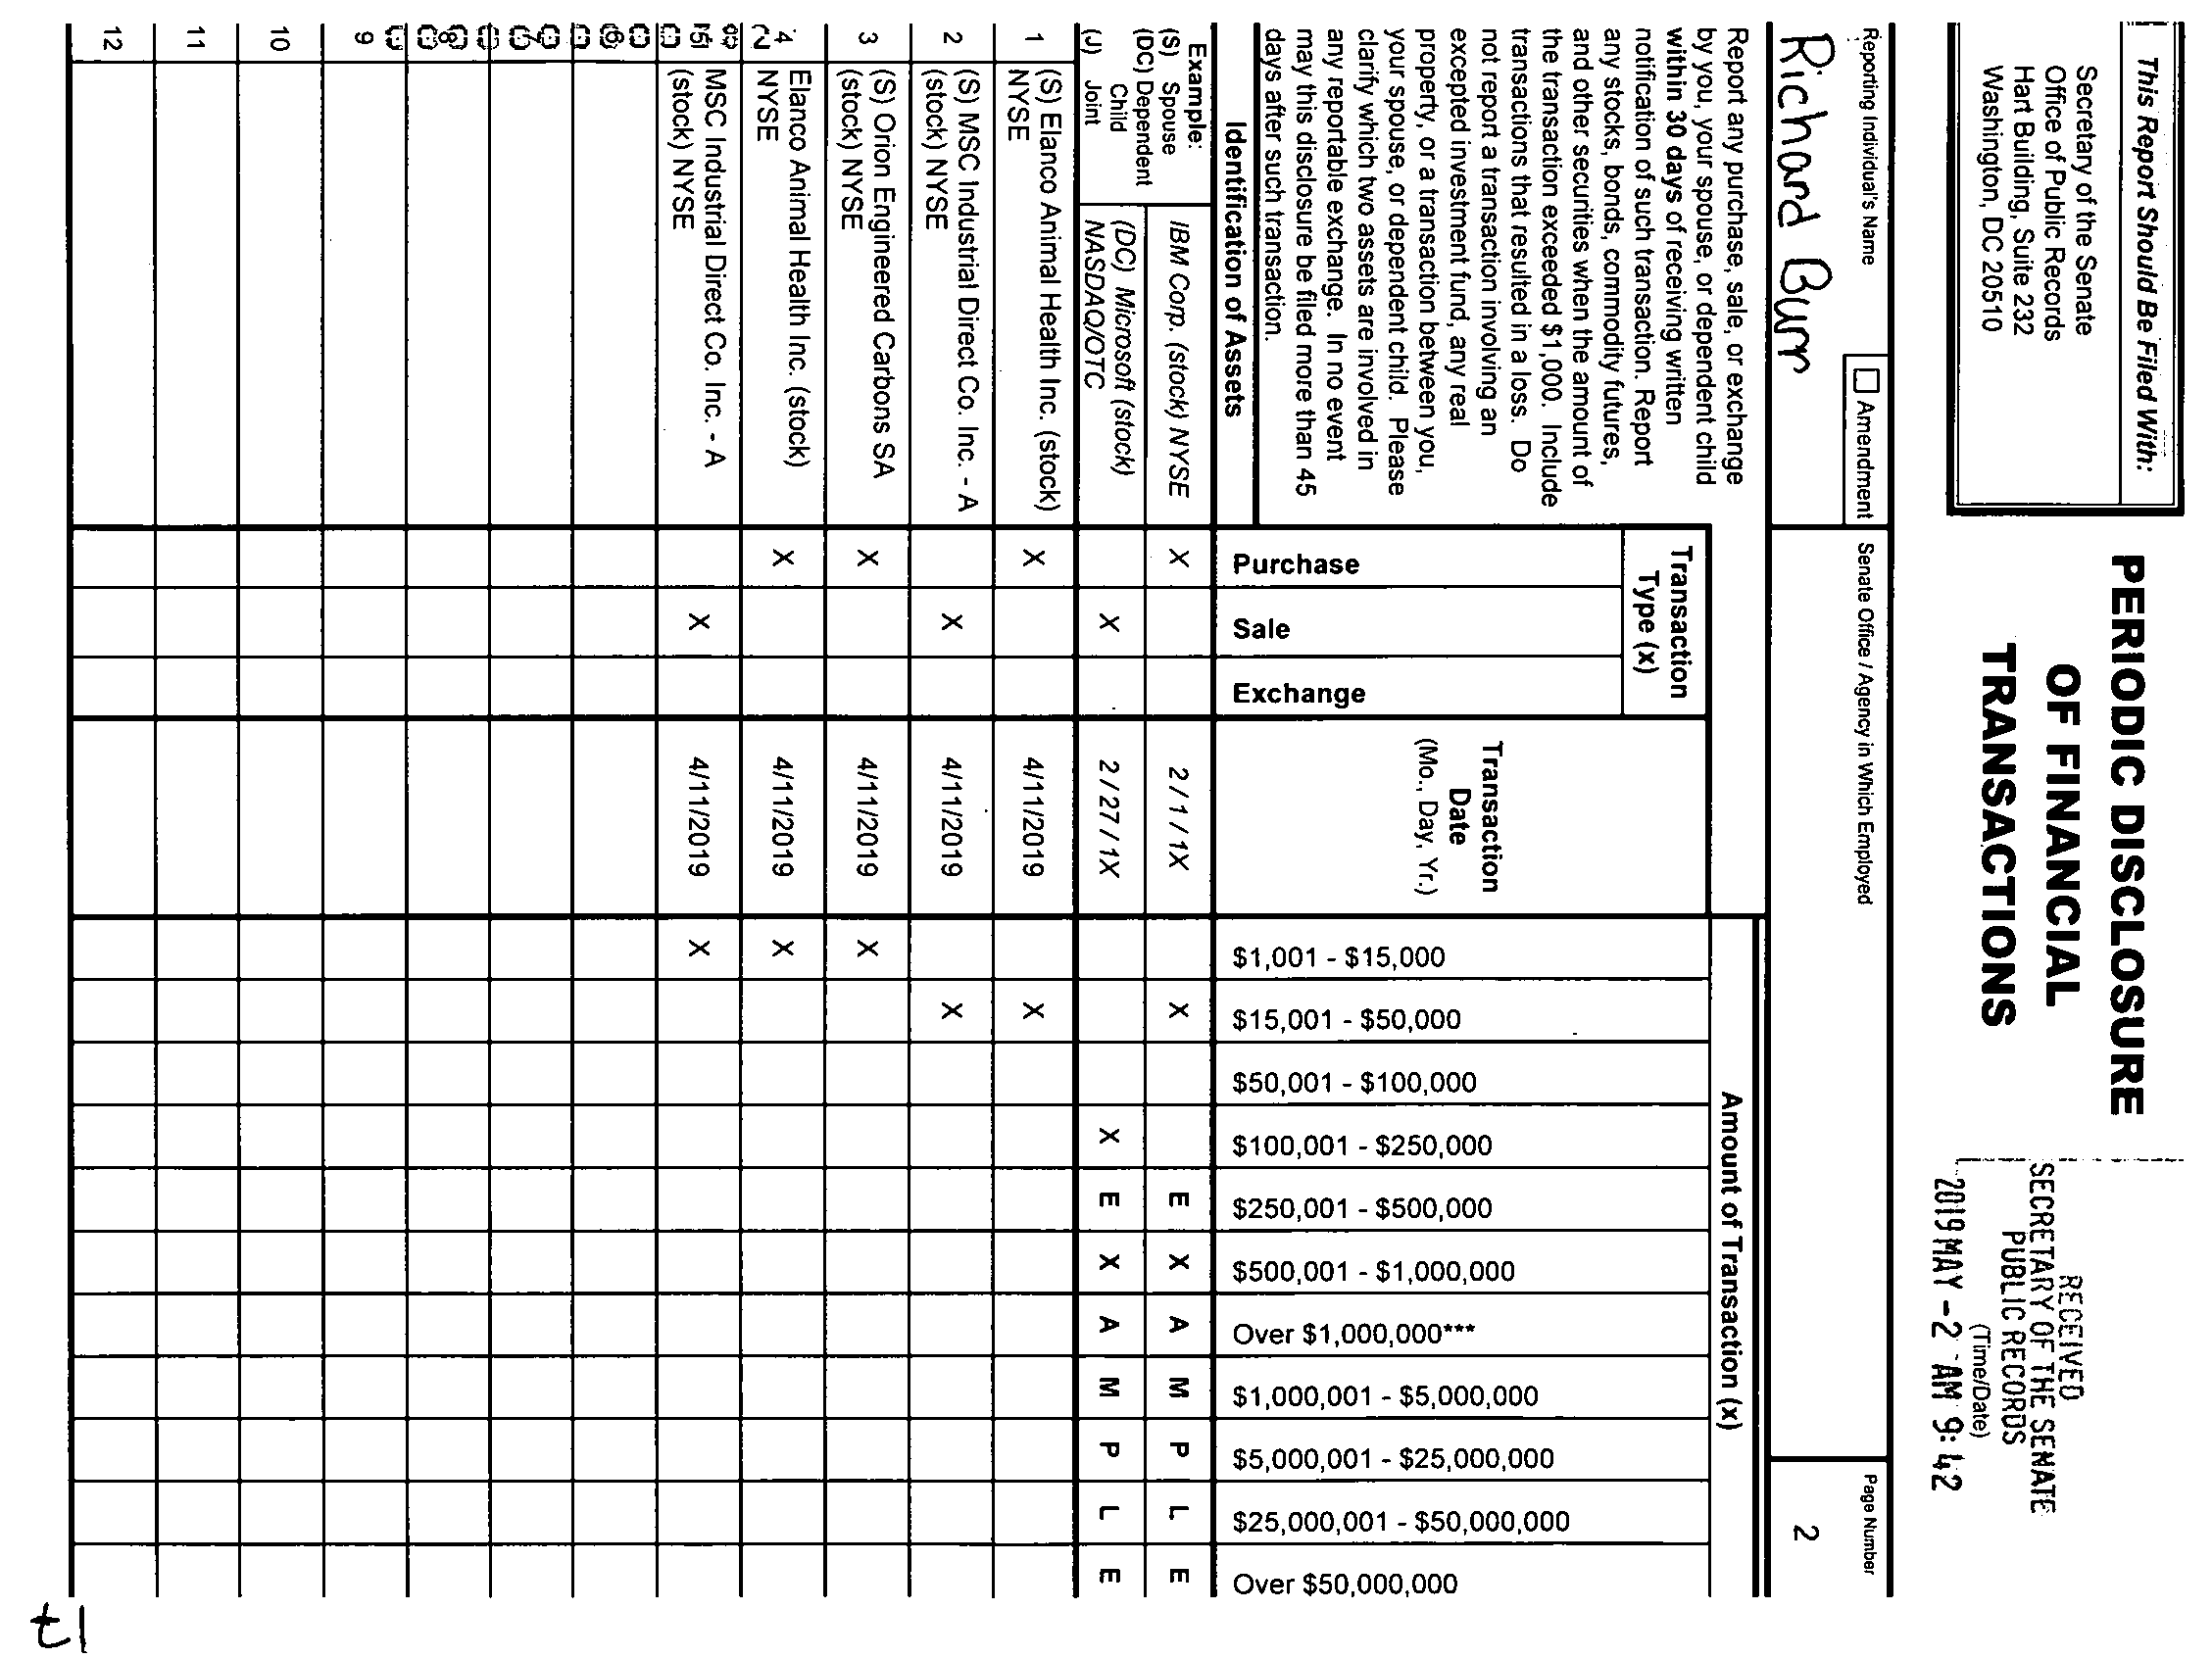 This Report Should Be Filed With:
Secretary of the Senate
Office of Public Records
Hart Building, Suite 232
Washington, DC 20510
PERIODIC DISCLOSURE
OF FINANCIAL
TRANSACTIONS
RECEIVED
SECRETARY OF THE SENATE
PUBLIC RECORDS
(Time/Date)
2019 MAY -2 AM 9:42
Reporting Individual's Name
Amendment
Senate Office / Agency in Which Employed
Page Number
Richard Burr
2
Report any purchase, sale, or exchange
by you, your spouse, or dependent child
within 30 days of receiving written
notification of such transaction. Report
any stocks, bonds, commodity futures,
and other securities when the amount of
the transaction exceeded $1,000. Include
transactions that resulted in a loss. Do
not report a transaction involving an
excepted investment fund, any real
property, or a transaction between you,
your spouse, or dependent child. Please
clarify which two assets are involved in
any reportable exchange. In no event
may this disclosure be filed more than 45
days after such transaction.
Identification of Assets
Transaction
Type (x)
Purchase
Sale
Exchange
Transaction
Date
(Mo., Day, Yr.)
Amount of Transaction (x)
$1,001 - $15,000
$15,001 - $50,000
$50,001 - $100,000
$100,001 - $250,000
$250,001 - $500,000
$500,001 - $1,000,000
Over $1,000,000***
$1,000,001 - $5,000,000
$5,000,001 - $25,000,000
$25,000,001 - $50,000,000
Over $50,000,000
Example:
(S) Spouse
(DC) Dependent
Child
(J) Joint
IBM Corp. (stock) NYSE X 2 / 1 / 1X X E X A M P L E
(DC) Microsoft (stock)
NASDAQ/OTC X 2 / 27 / 1X X E X A M P L E
1 (S) Elanco Animal Health Inc. (stock)
NYSE X 4/11/2019 X
2 (S) MSC Industrial Direct Co. Inc. - A
(stock) NYSE X 4/11/2019 X
3 (S) Orion Engineered Carbons SA
(stock) NYSE X 4/11/2019 X
4 Elanco Animal Health Inc. (stock)
NYSE X 4/11/2019 X
5 MSC Industrial Direct Co. Inc. - A
(stock) NYSE X 4/11/2019 X
9
10
11
12